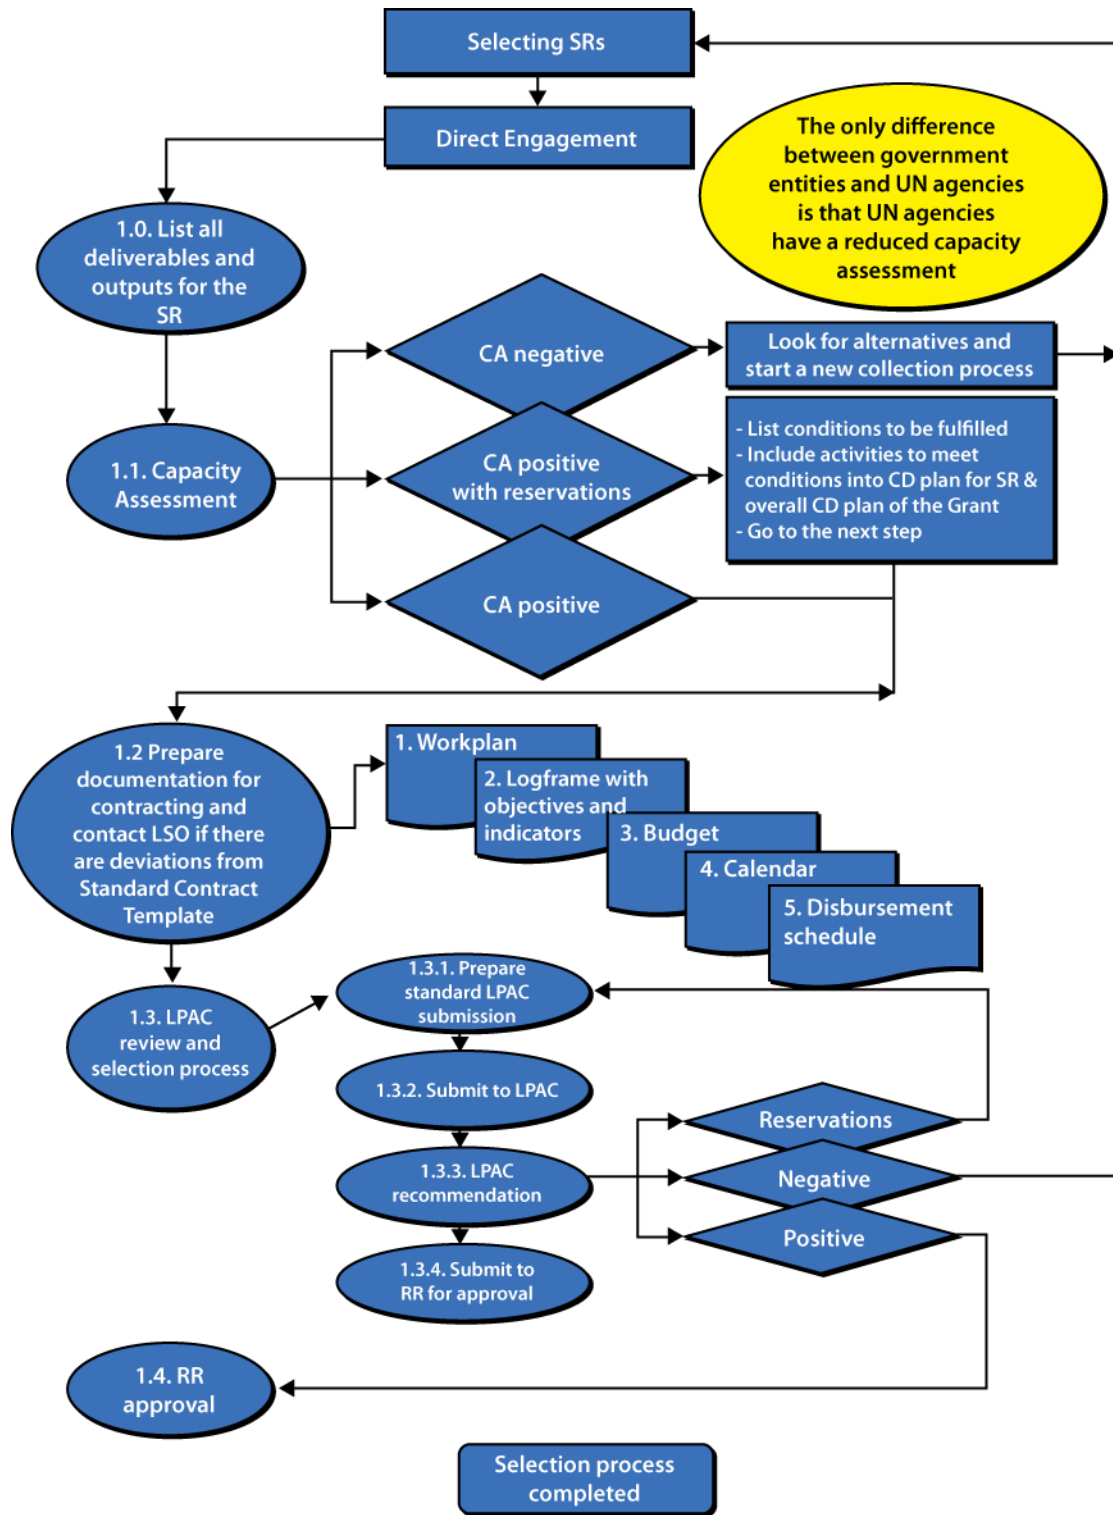 Selecting SRs
Direct Engagement
The only difference
between government
entities and UN agencies
is that UN agencies
have a reduced capacity
assessment
1.0. List all
deliverables and
outputs for the
SR
CA negative
Look for alternatives and
start a new collection process
1.1. Capacity
Assessment
CA positive
with reservations
- List conditions to be fulfilled
- Include activities to meet
conditions into CD plan for SR &
overall CD plan of the Grant
- Go to the next step
CA positive
1.2 Prepare
documentation for
contracting and
contact LSO if there
are deviations from
Standard Contract
Template
1. Workplan
2. Logframe with
objectives and
indicators
3. Budget
4. Calendar
5. Disbursement
schedule
1.3. LPAC
review and
selection process
1.3.1. Prepare
standard LPAC
submission
1.3.2. Submit to LPAC
1.3.3. LPAC
recommendation
Reservations
Negative
Positive
1.3.4. Submit to
RR for approval
1.4. RR
approval
Selection process
completed